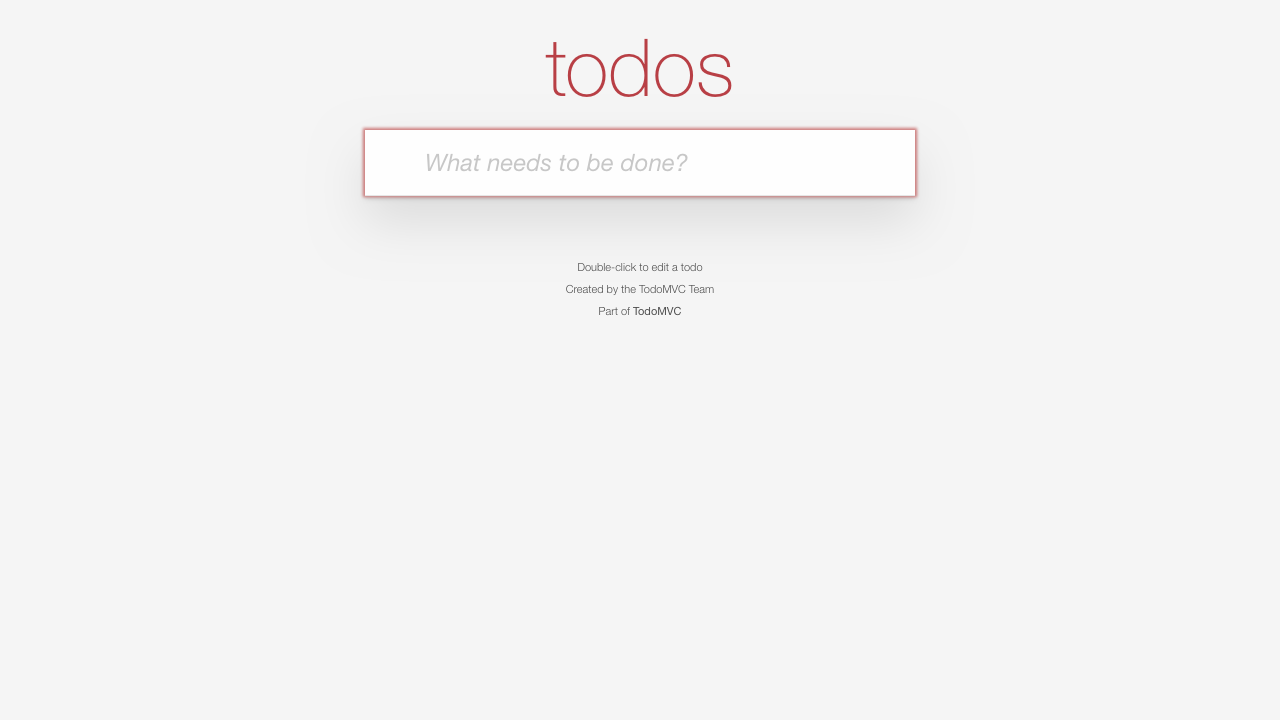 todos
What needs to be done?
Double-click to edit a todo
Created by the TodoMVC Team
Part of TodoMVC